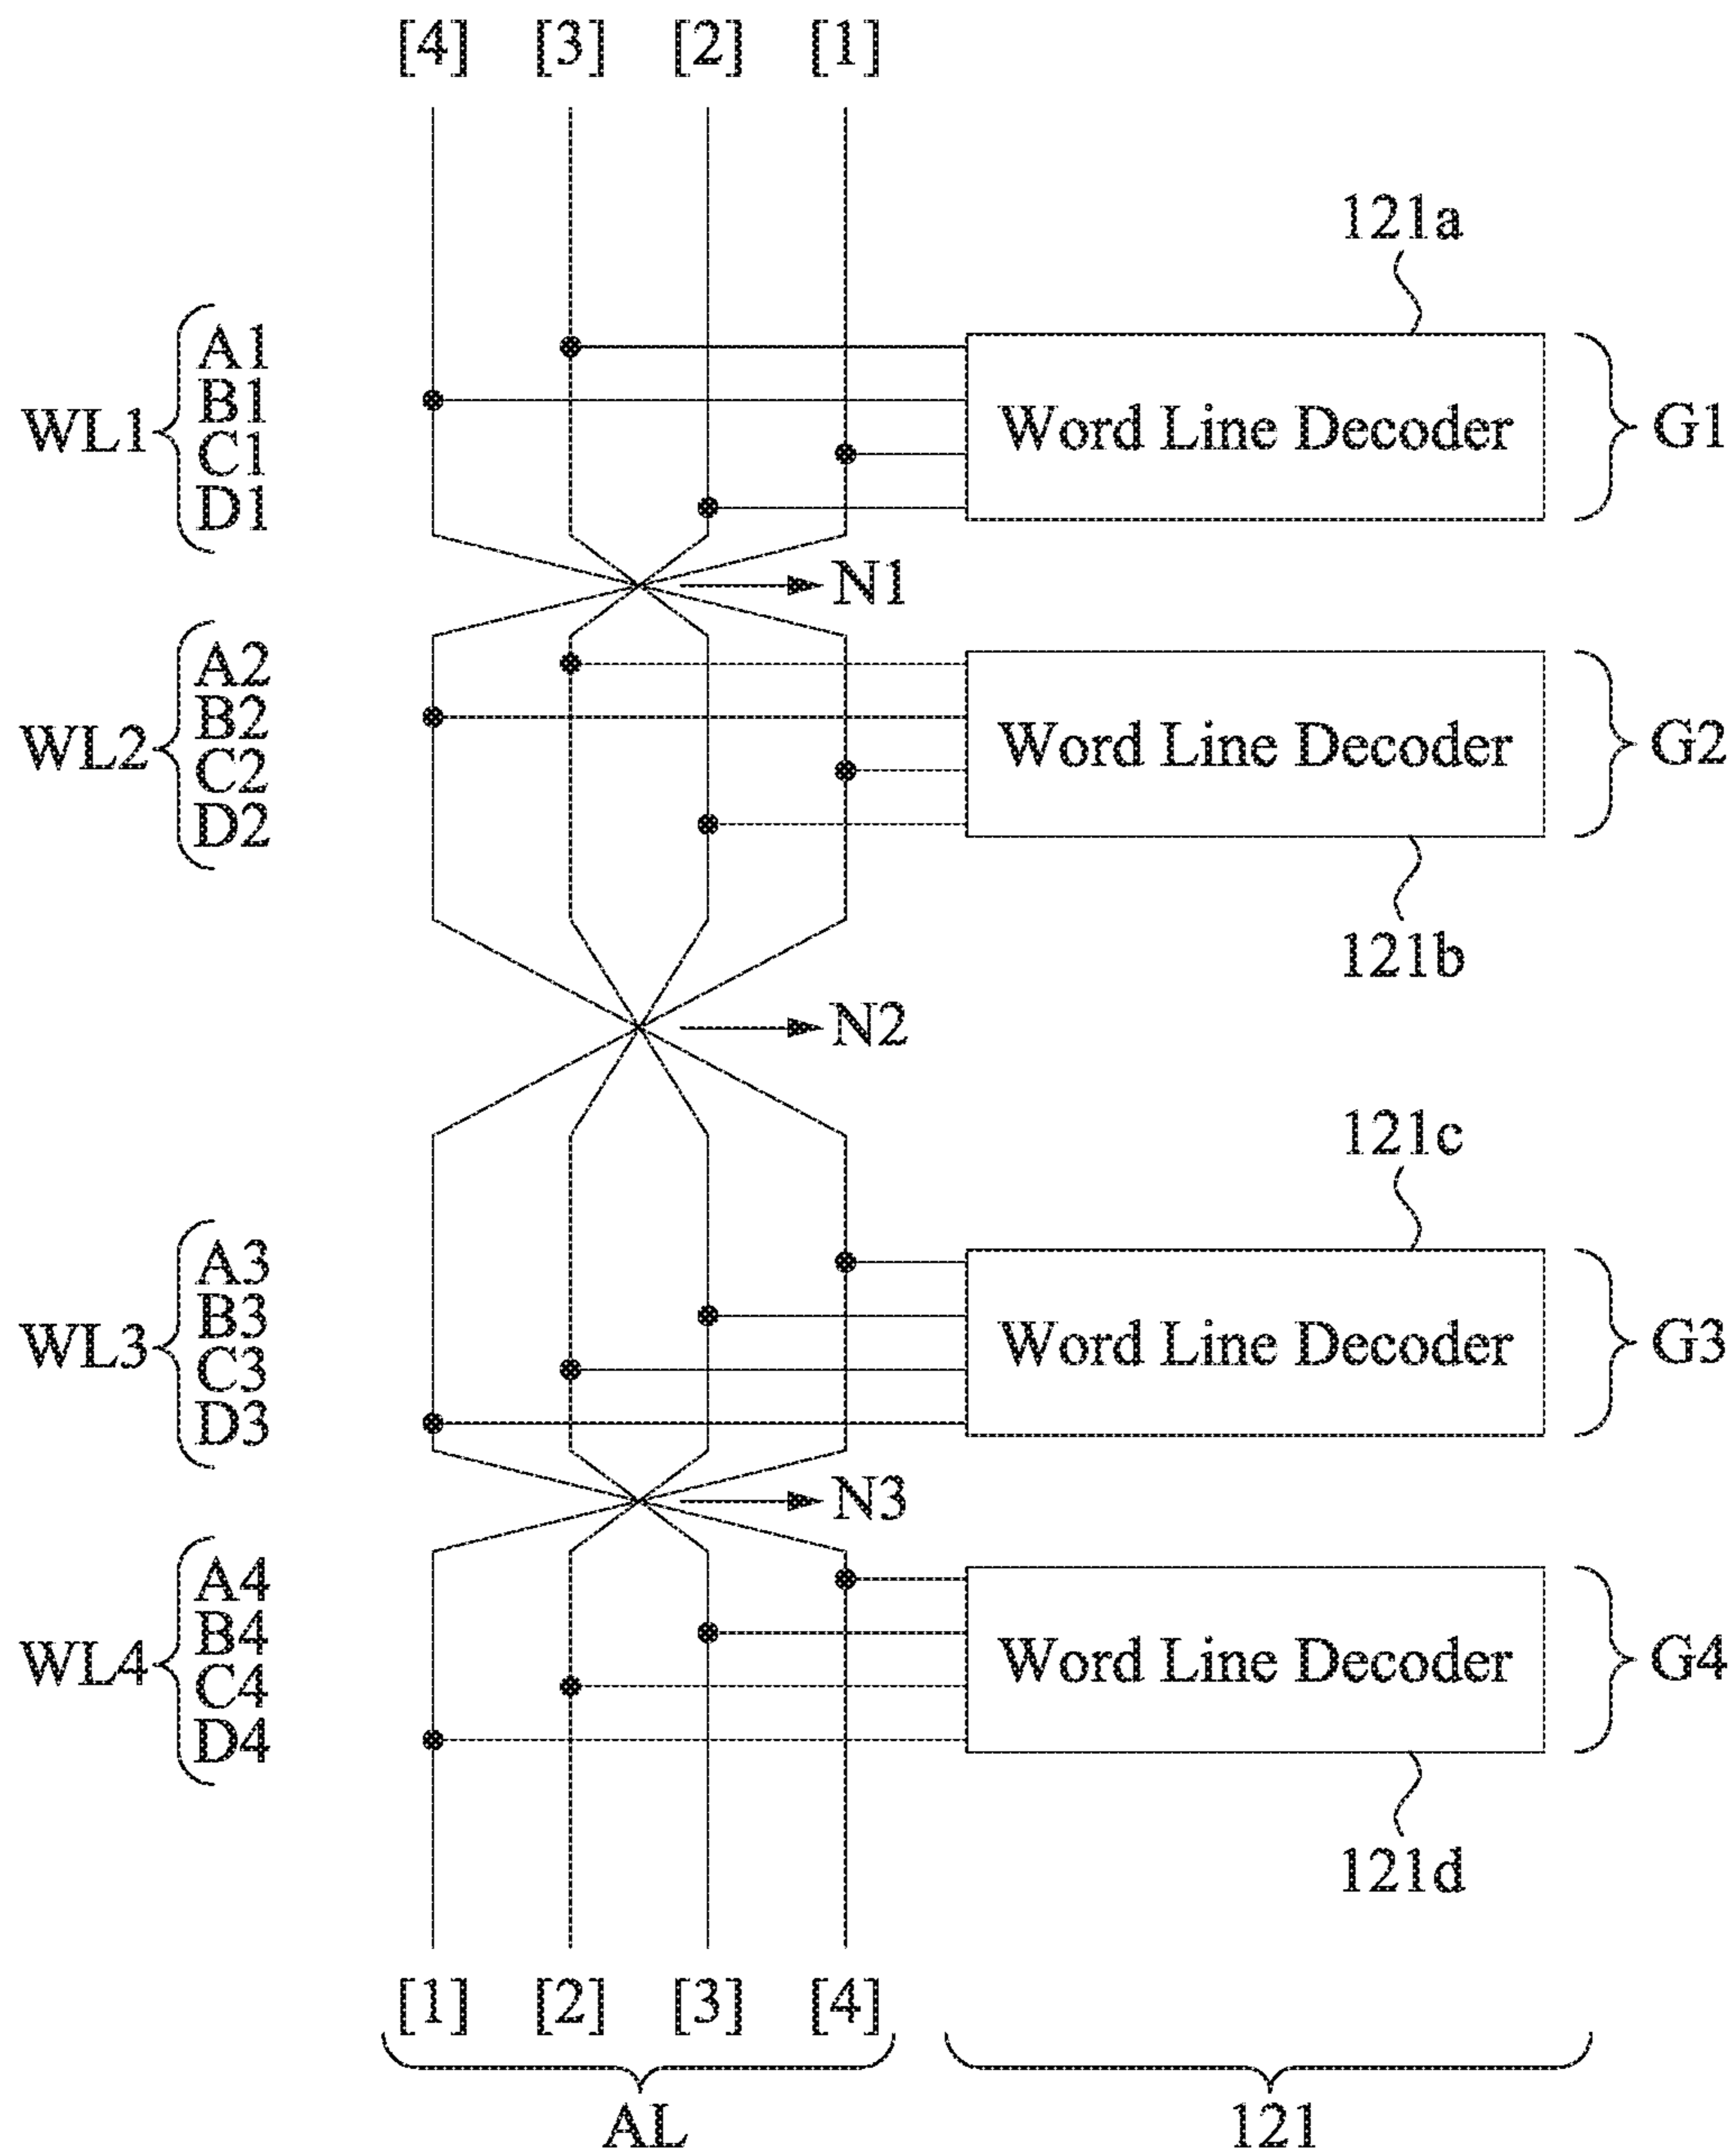 [4] [3] [2] [1]
121a
A1
B1
WL1
C1
D1
Word Line Decoder
G1
N1
A2
B2
WL2
C2
D2
Word Line Decoder
G2
121b
N2
121c
A3
B3
WL3
C3
D3
Word Line Decoder
G3
N3
A4
B4
WL4
C4
D4
Word Line Decoder
G4
121d
[1] [2] [3] [4]
AL
121